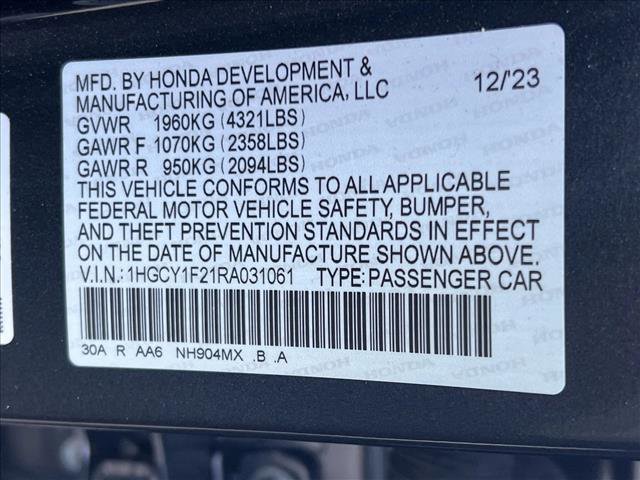 MFD. BY HONDA DEVELOPMENT &
MANUFACTURING OF AMERICA, LLC 12/'23
GVWR 1960KG (4321LBS)
GAWR F 1070KG (2358LBS)
GAWR R 950KG (2094LBS)
THIS VEHICLE CONFORMS TO ALL APPLICABLE
FEDERAL MOTOR VEHICLE SAFETY, BUMPER,
AND THEFT PREVENTION STANDARDS IN EFFECT
ON THE DATE OF MANUFACTURE SHOWN ABOVE.
V.I.N.: 1HGCY1F21RA031061 TYPE: PASSENGER CAR
30A R AA6 NH904MX .B .A